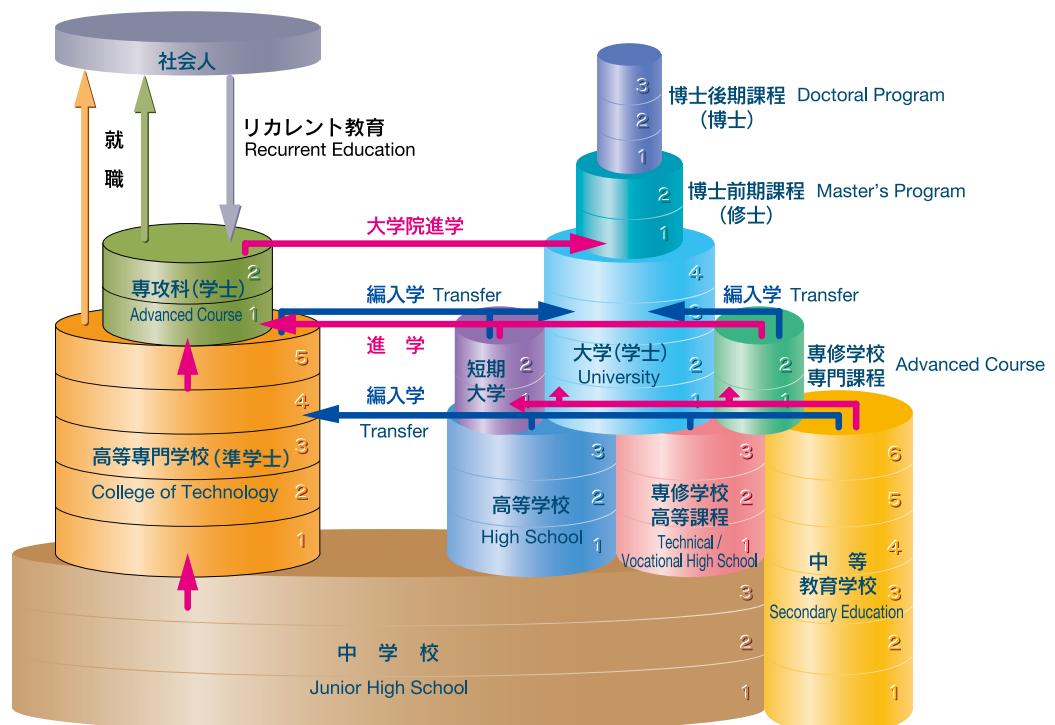 社会人
就
職
リカレント教育
Recurrent Education
3
2
1
博士後期課程 Doctoral Program
（博士）
2
1
博士前期課程 Master's Program
（修士）
大学院進学
2
専攻科（学士）
1
Advanced Course
編入学 Transfer
進 学
4
3
2
1
大学（学士）
University
編入学 Transfer
2
1
短期
大学
2
1
専修学校
専門課程
Advanced Course
編入学
Transfer
5
4
3
2
1
高等専門学校（準学士）
College of Technology
3
2
1
高等学校
High School
3
2
1
専修学校
高等課程
Technical /
Vocational High School
6
5
4
3
2
1
中 等
教育学校
Secondary Education
3
2
1
中 学 校
Junior High School